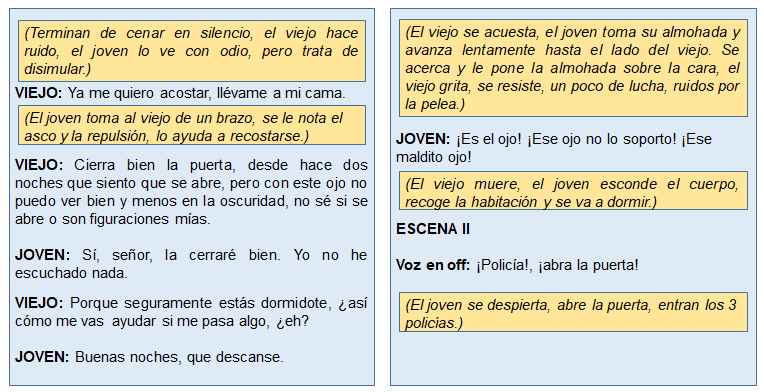 (Terminan de cenar en silencio, el viejo hace
ruido, el joven lo ve con odio, pero trata de
disimular.)
VIEJO: Ya me quiero acostar, llévame a mi cama.
(El joven toma al viejo de un brazo, se le nota el
asco y la repulsión, lo ayuda a recostarse.)
VIEJO: Cierra bien la puerta, desde hace dos
noches que siento que se abre, pero con este ojo no
puedo ver bien y menos en la oscuridad, no sé si se
abre o son figuraciones mías.
JOVEN: Sí, señor, la cerraré bien. Yo no he
escuchado nada.
VIEJO: Porque seguramente estás dormidote, ¿así
cómo me vas ayudar si me pasa algo, ¿eh?
JOVEN: Buenas noches, que descanse.
(El viejo se acuesta, el joven toma su almohada y
avanza lentamente hasta el lado del viejo. Se
acerca y le pone la almohada sobre la cara, el
viejo grita, se resiste, un poco de lucha, ruidos por
la pelea.)
JOVEN: ¡Es el ojo! ¡Ese ojo no lo soporto! ¡Ese
maldito ojo!
(El viejo muere, el joven esconde el cuerpo,
recoge la habitación y se va a dormir.)
ESCENA II
Voz en off: ¡Policía!, ¡abra la puerta!
(El joven se despierta, abre la puerta, entran los 3
policías.)